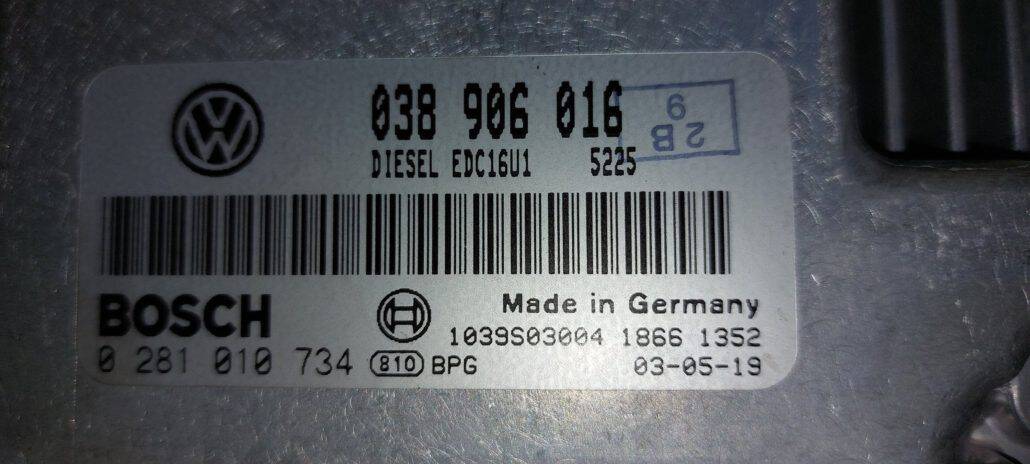 038 906 016
2B
9
DIESEL EDC16U1 5225
BOSCH
Made in Germany
1039S03004 1866 1352
0 281 010 734 810 BPG 03-05-19